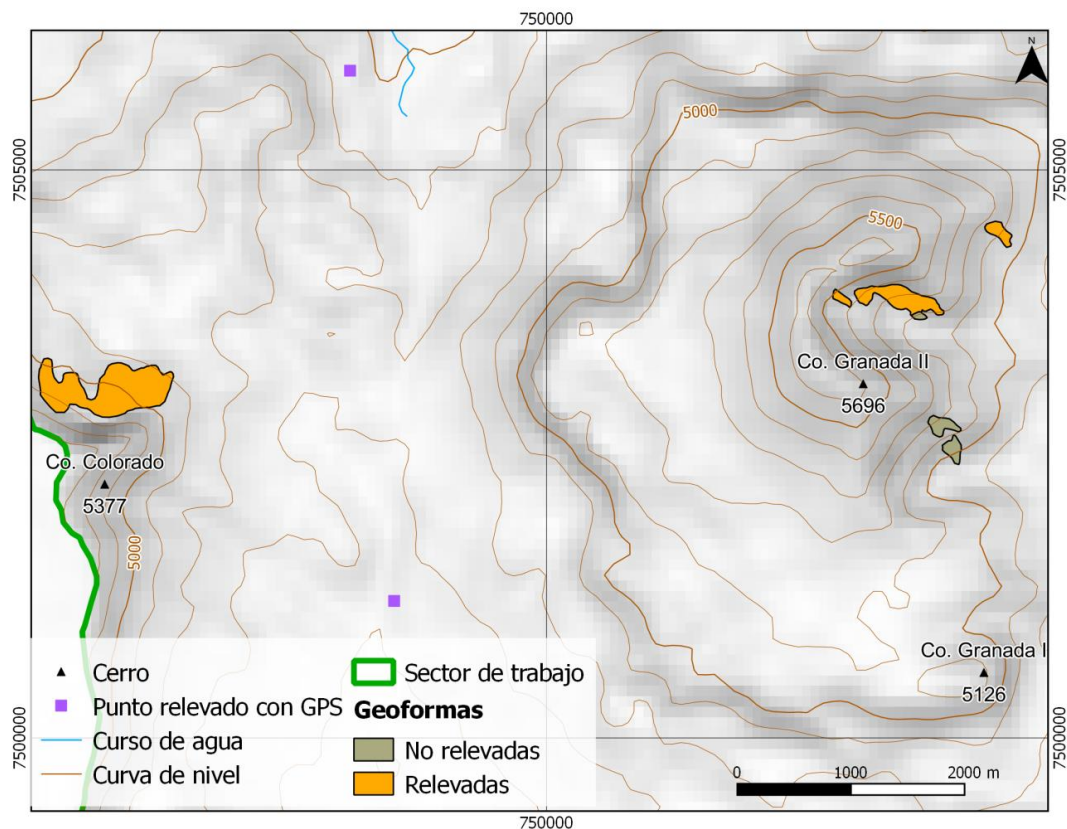 750000
N
5000
7505000
7505000
5500
Co. Granada II
5696
Co. Colorado
5377
5000
Co. Granada I
5126
Cerro
Punto relevado con GPS
Curso de agua
Curva de nivel
Sector de trabajo
Geoformas
No relevadas
Relevadas
7500000
7500000
0 1000 2000 m
750000